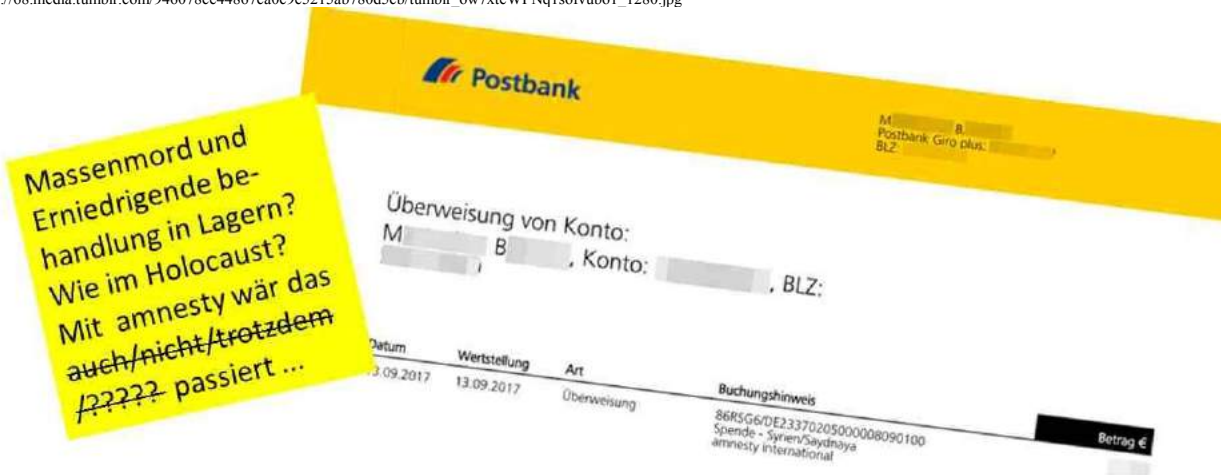 Postbank
M B.
Postbank Giro plus:
BLZ:
Massenmord und
Erniedrigende be-
handlung in Lagern?
Wie im Holocaust?
Mit amnesty wär das
auch/nicht/trotzdem
/????? passiert ...
Überweisung von Konto:
M B , Konto: , BLZ:
Datum Wertstellung Art Buchungshinweis Betrag €
13.09.2017 13.09.2017 Überweisung 86RSG6/DE23370205000008090100
Spende - Syrien/Saydnaya
amnesty international